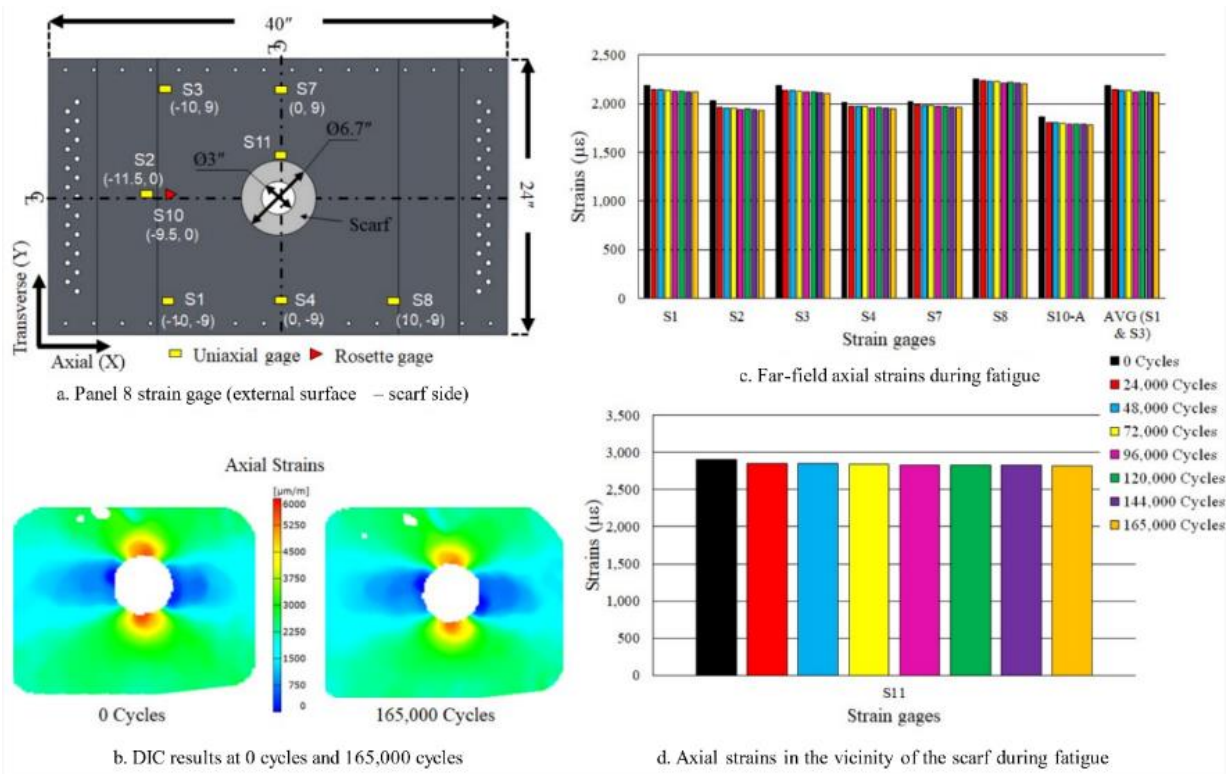 40″
℄
S3
(-10, 9)
S7
(0, 9)
S11
Ø6.7″
Ø3″
S2
(-11.5, 0)
24″
℄
℄
S10
(-9.5, 0)
Scarf
S1
(-10, -9)
S4
(0, -9)
S8
(10, -9)
Transverse (Y)
Axial (X)
Uniaxial gage
Rosette gage
a. Panel 8 strain gage (external surface – scarf side)
Axial Strains
[μm/m]
6000
5250
4500
3750
3000
2250
1500
750
0
0 Cycles
165,000 Cycles
b. DIC results at 0 cycles and 165,000 cycles
Strains (με)
2,500
2,000
1,500
1,000
500
0
S1 S2 S3 S4 S7 S8 S10-A AVG (S1 & S3)
Strain gages
c. Far-field axial strains during fatigue
0 Cycles
24,000 Cycles
48,000 Cycles
72,000 Cycles
96,000 Cycles
120,000 Cycles
144,000 Cycles
165,000 Cycles
Strains (με)
3,500
3,000
2,500
2,000
1,500
1,000
500
0
S11
Strain gages
d. Axial strains in the vicinity of the scarf during fatigue